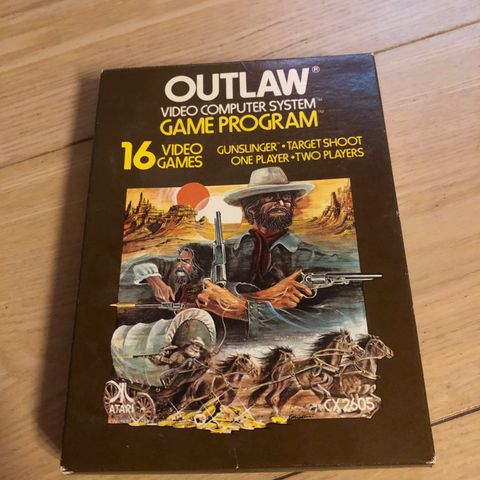 OUTLAW®
VIDEO COMPUTER SYSTEM™
GAME PROGRAM™
16 VIDEO GAMES
GUNSLINGER™ • TARGET SHOOT
ONE PLAYER • TWO PLAYERS
ATARI
CX2605